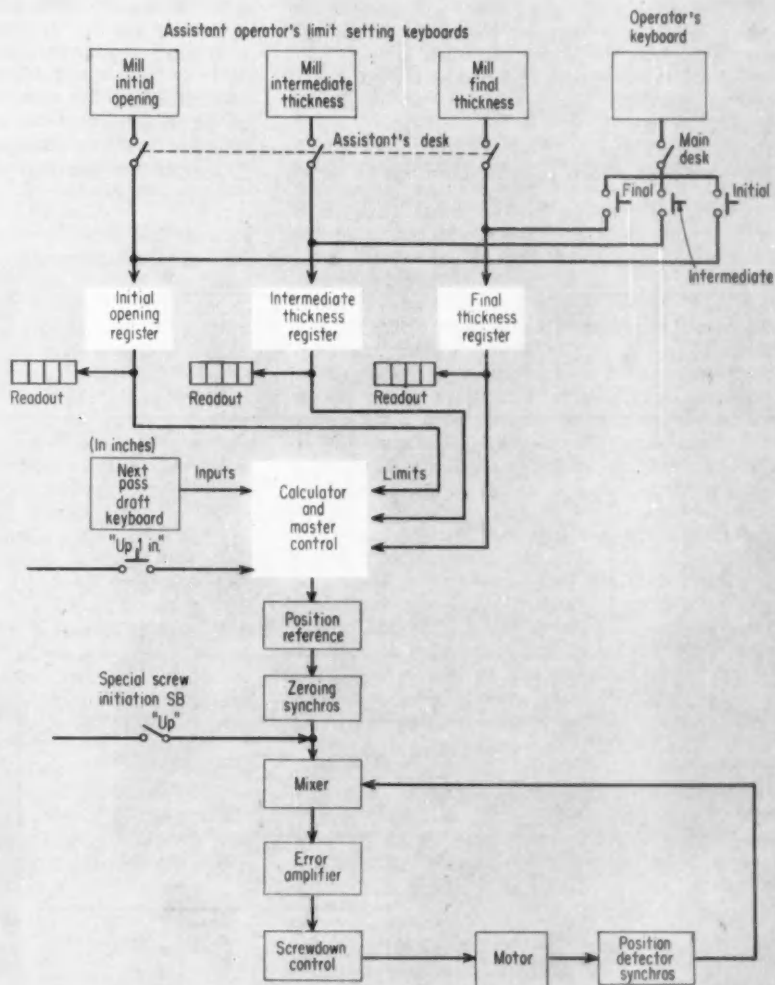 Assistant operator's limit setting keyboards
Operator's
keyboard
Mill
initial
opening
Mill
intermediate
thickness
Mill
final
thickness
Assistant's desk
Main
desk
Final
Initial
Intermediate
Initial
opening
register
Intermediate
thickness
register
Final
thickness
register
Readout
Readout
Readout
(In inches)
Next
pass
draft
keyboard
Inputs
Limits
Calculator
and
master
control
"Up 1 in."
Position
reference
Zeroing
synchros
Special screw
initiation SB
"Up"
Mixer
Error
amplifier
Screwdown
control
Motor
Position
detector
synchros